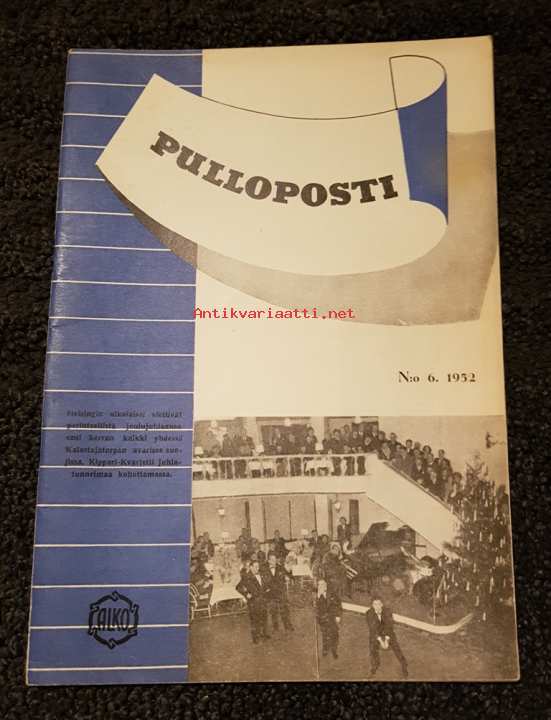 PULLOPOSTI
Antikvariaatti.net
N:o 6. 1952
Helsingin alkolaiset viettivät
perinteellistä joulujuhlaansa
ensi kerran kaikki yhdessä
Kalastajatorpan avarissa suo-
jissa. Kippari-Kvartetti juhla-
tunnelmaa kohottamassa.
ALKO